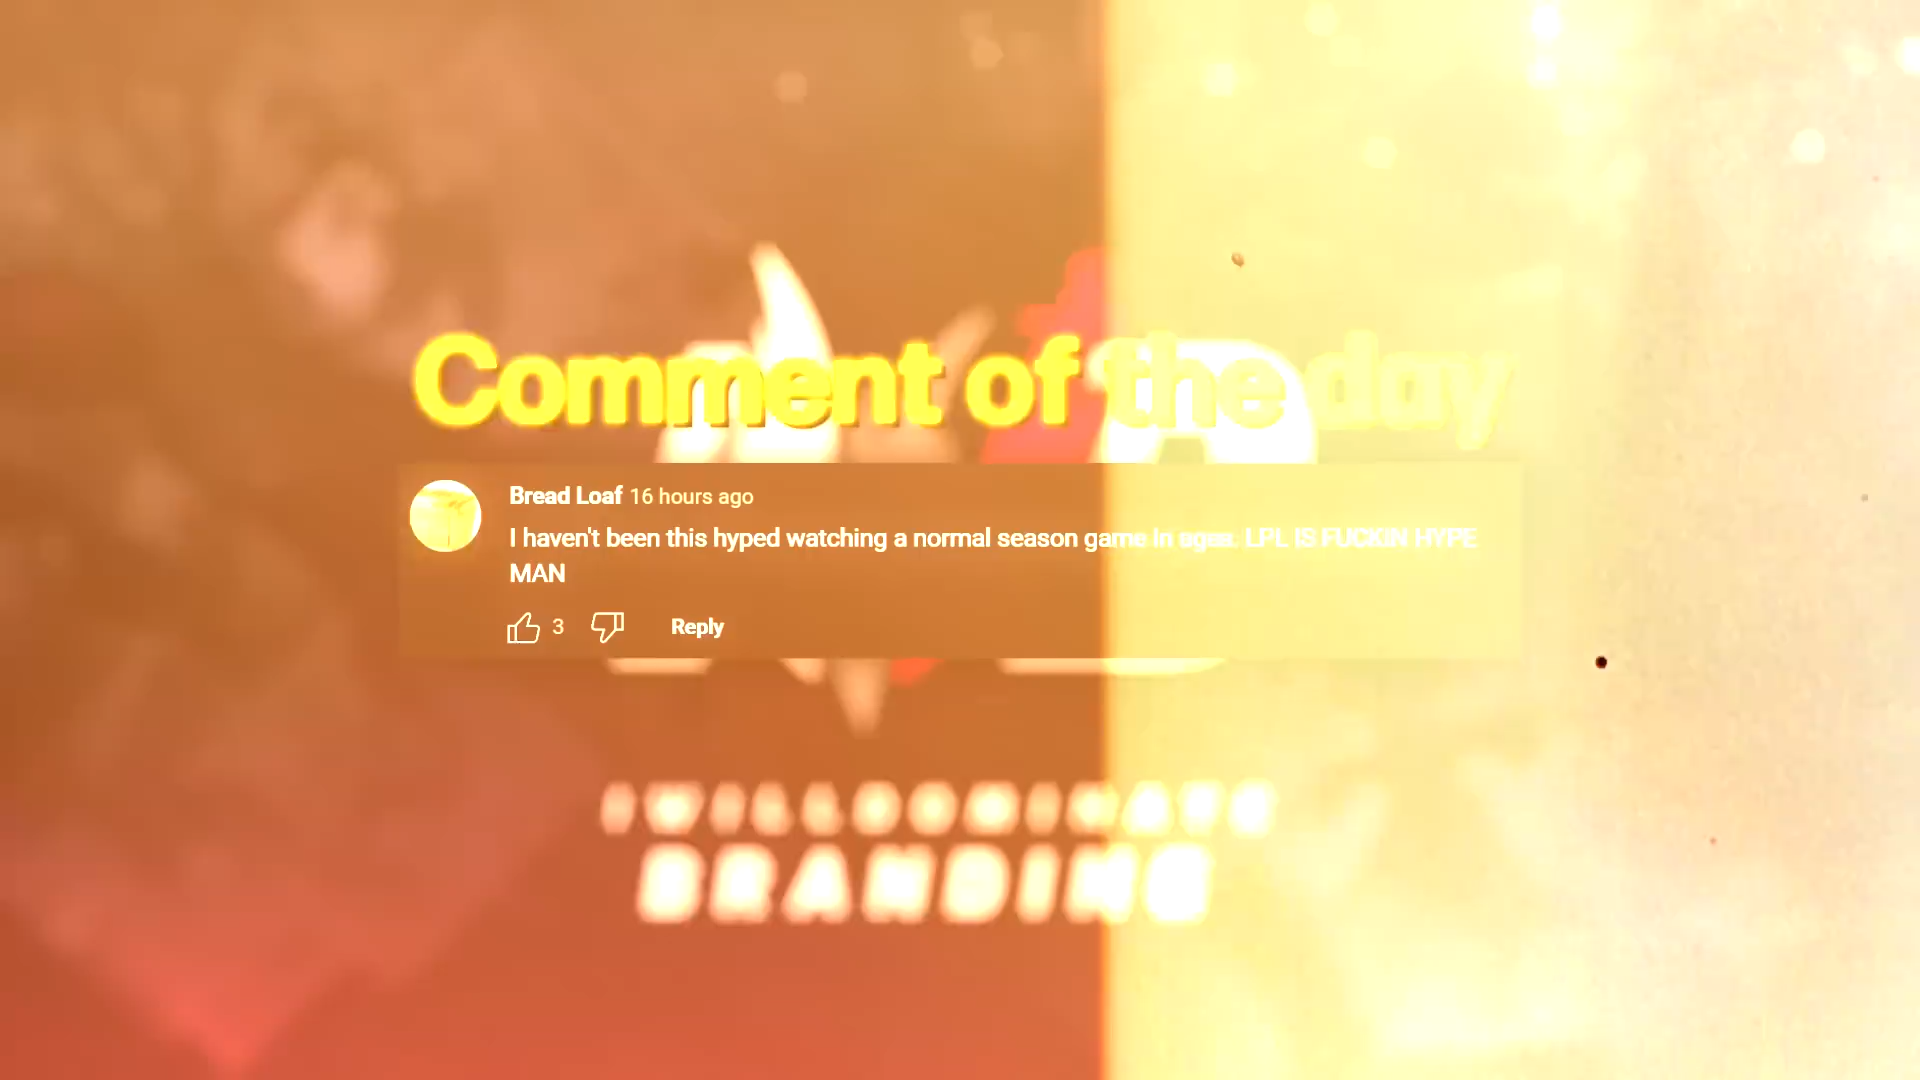 Comment of the day
Bread Loaf 16 hours ago
I haven't been this hyped watching a normal season game in ages. LPL IS FUCKIN HYPE
MAN
3 Reply
BRANDING